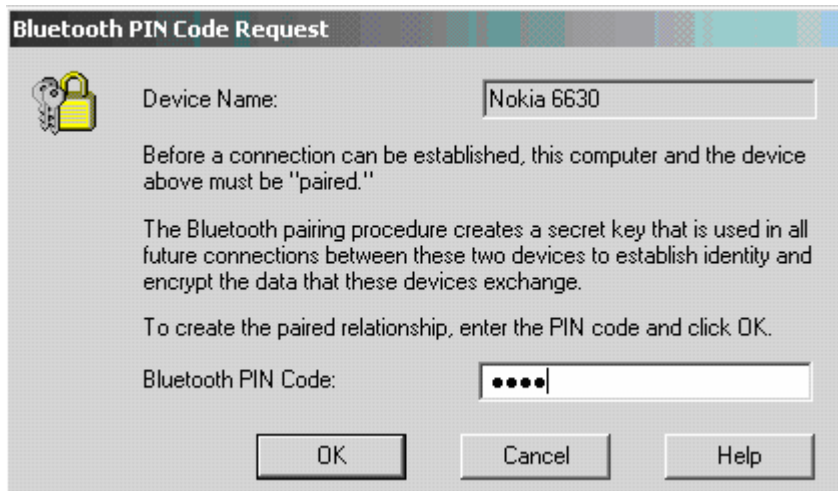 Bluetooth PIN Code Request
Device Name: Nokia 6630
Before a connection can be established, this computer and the device
above must be "paired."
The Bluetooth pairing procedure creates a secret key that is used in all
future connections between these two devices to establish identity and
encrypt the data that these devices exchange.
To create the paired relationship, enter the PIN code and click OK.
Bluetooth PIN Code: ●●●●
OK Cancel Help